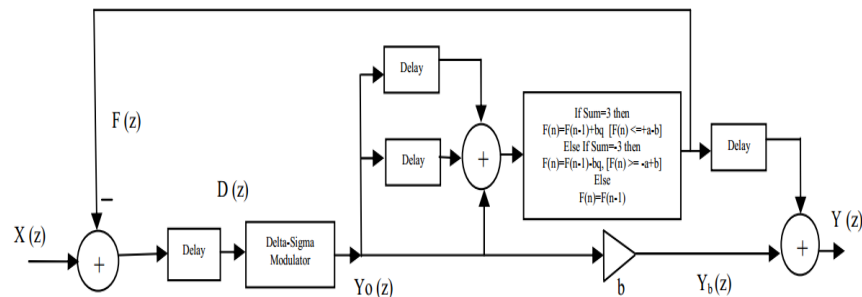 Delay
If Sum=3 then
F(n)=F(n-1)+bq [F(n) <=+a-b]
Else If Sum=-3 then
F(n)=F(n-1)-bq, [F(n) >= -a+b]
Else
F(n)=F(n-1)
Delay
F (z)
Delay
+
D (z)
–
X (z)
Y (z)
+
Delay
Delta-Sigma
Modulator
+
Yo (z)
b
Yb (z)